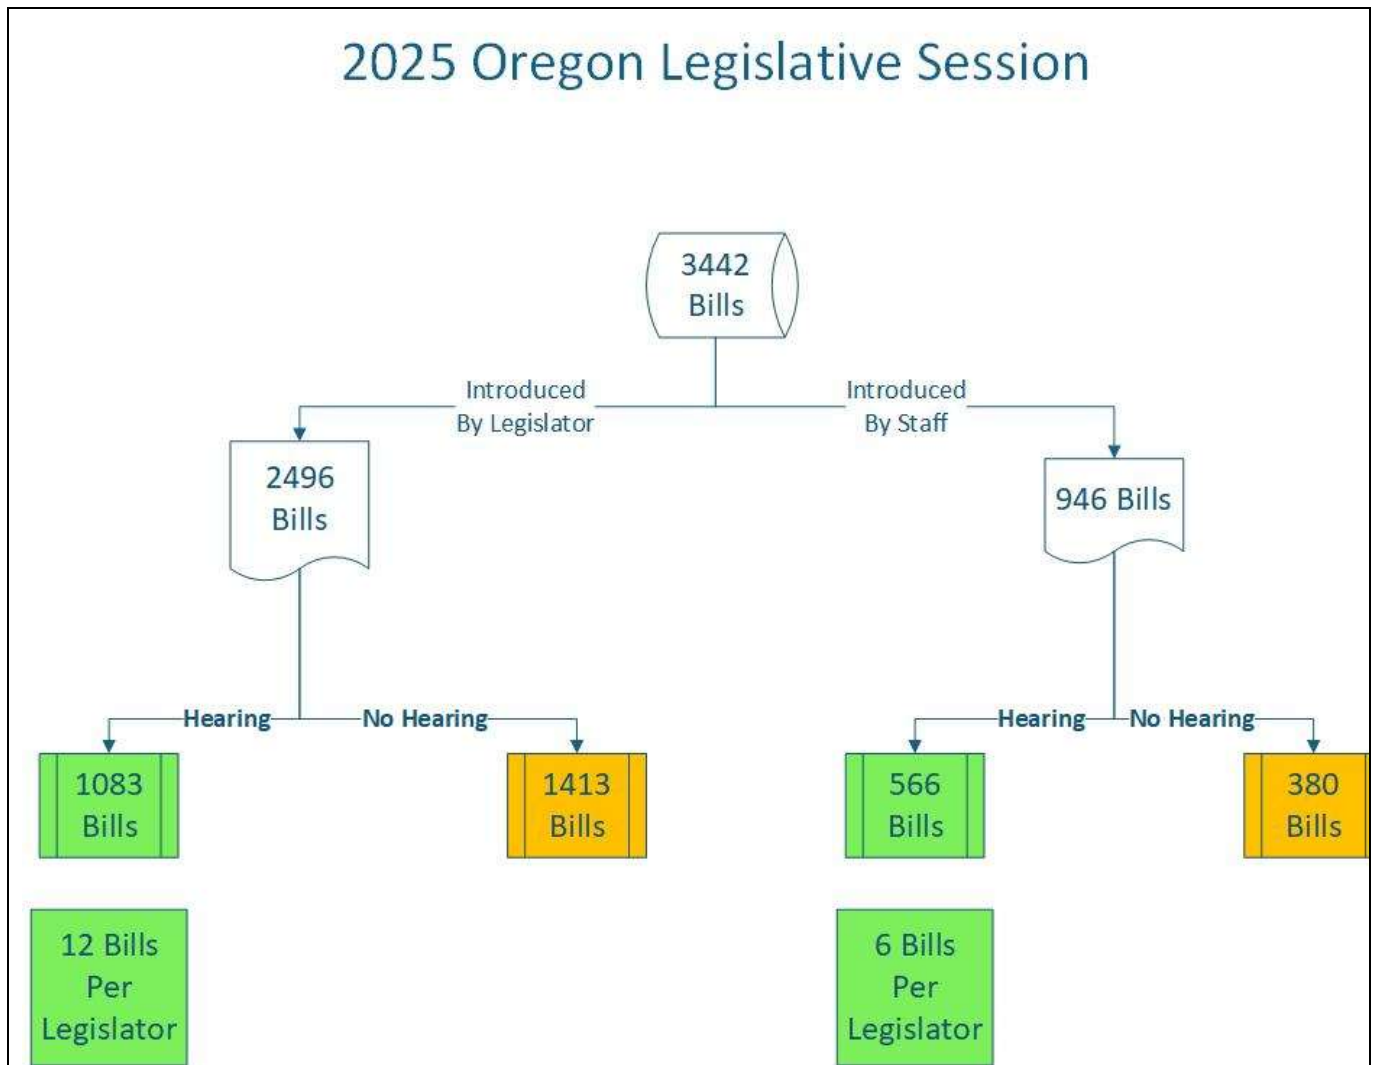 2025 Oregon Legislative Session
3442
Bills
Introduced
By Legislator
Introduced
By Staff
2496
Bills
946 Bills
Hearing
No Hearing
Hearing
No Hearing
1083
Bills
1413
Bills
566
Bills
380
Bills
12 Bills
Per
Legislator
6 Bills
Per
Legislator